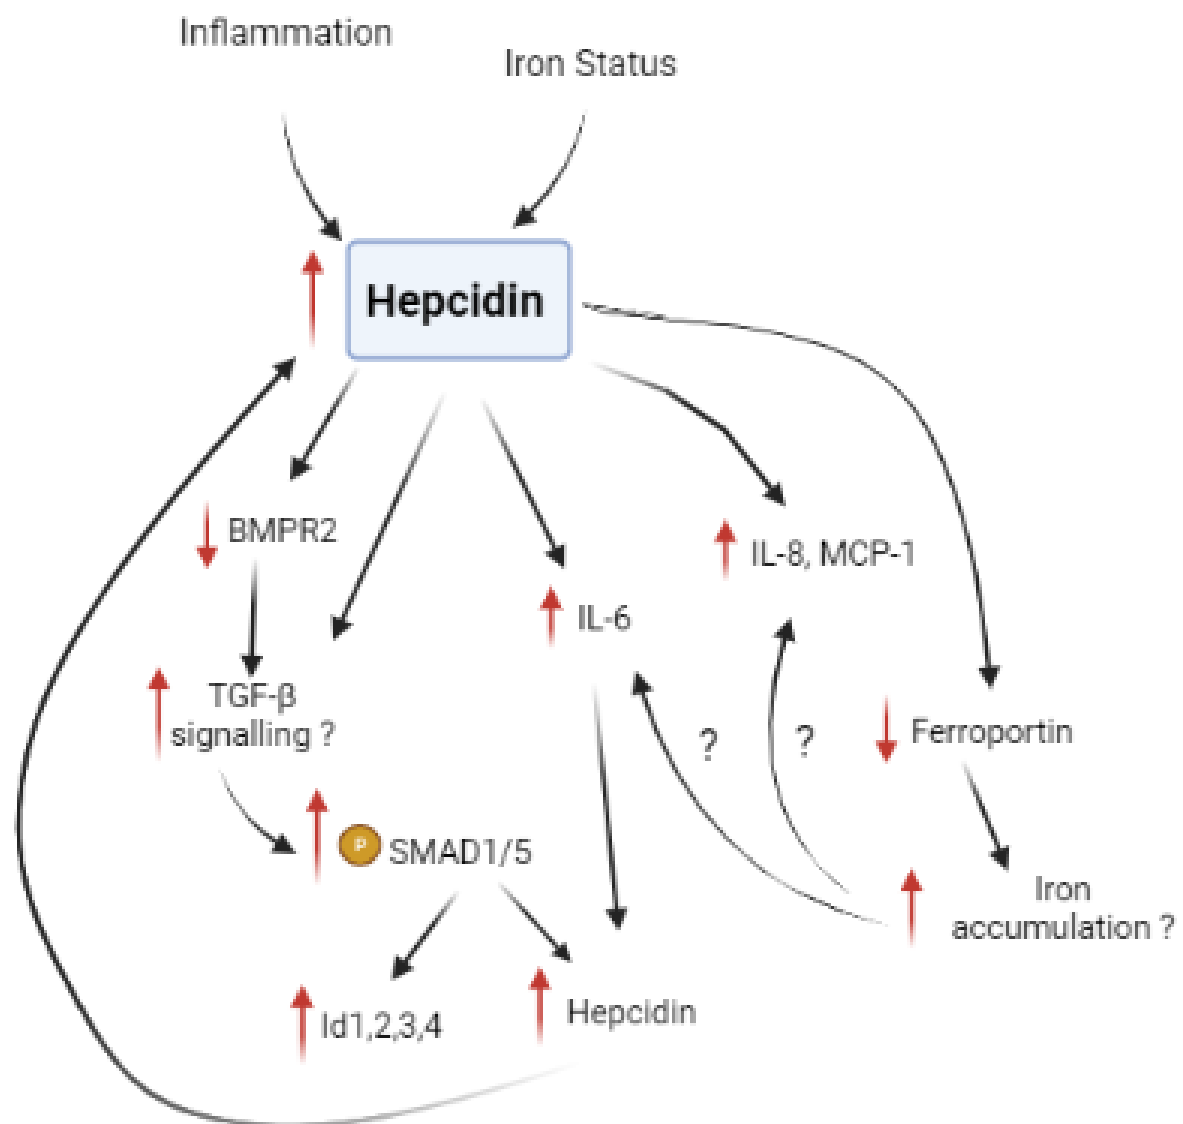 Inflammation
Iron Status
Hepcidin
BMPR2
IL-8, MCP-1
IL-6
TGF-β
signalling ?
?
?
Ferroportin
P
SMAD1/5
Iron
accumulation ?
Id1,2,3,4
Hepcidin